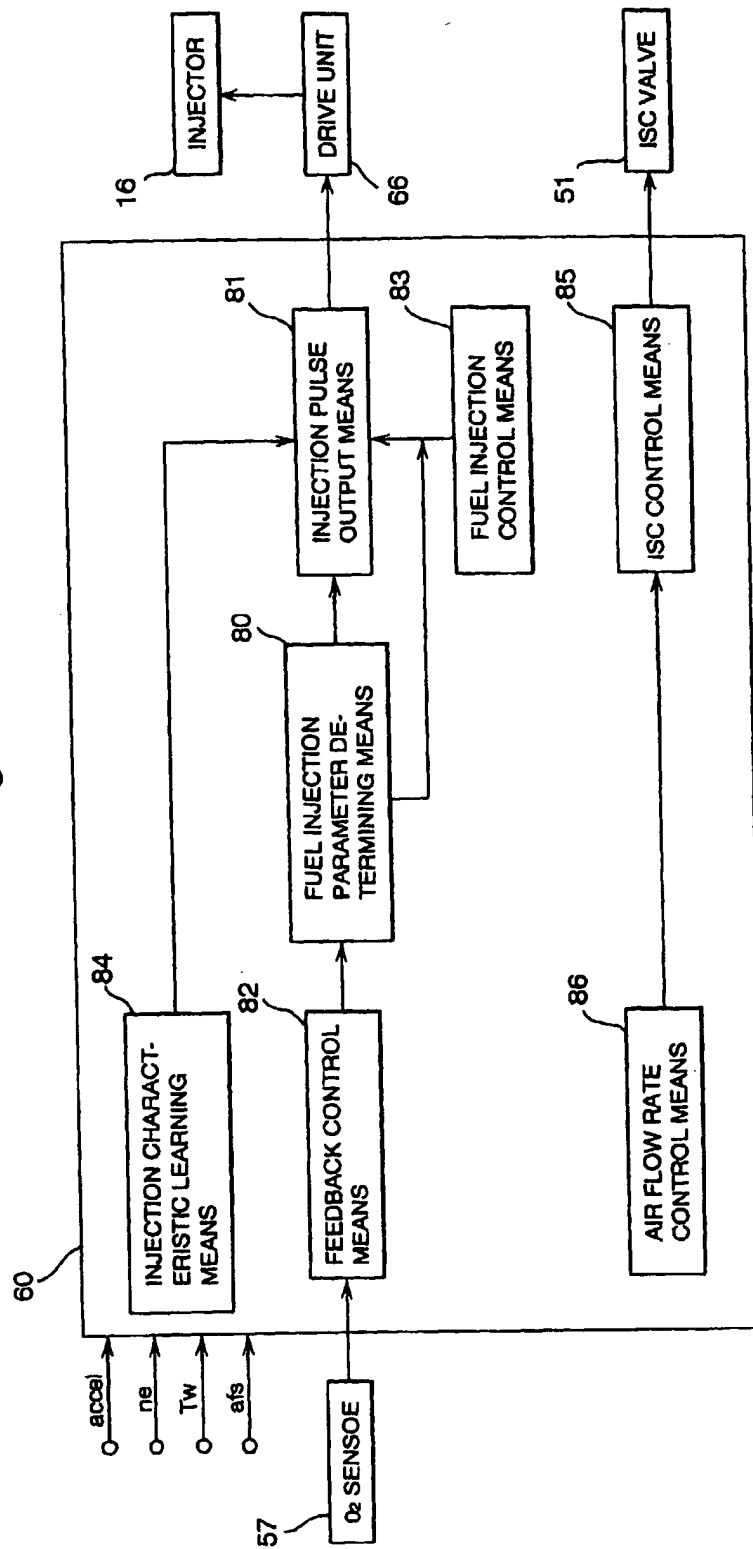 60
accel
ne
Tw
afs
84
INJECTION CHARACT-
ERISTIC LEARNING
MEANS
57
O2 SENSOE
82
FEEDBACK CONTROL
MEANS
80
FUEL INJECTION
PARAMETER DE-
TERMINING MEANS
81
INJECTION PULSE
OUTPUT MEANS
83
FUEL INJECTION
CONTROL MEANS
16
INJECTOR
66
DRIVE UNIT
86
AIR FLOW RATE
CONTROL MEANS
85
ISC CONTROL MEANS
51
ISC VALVE